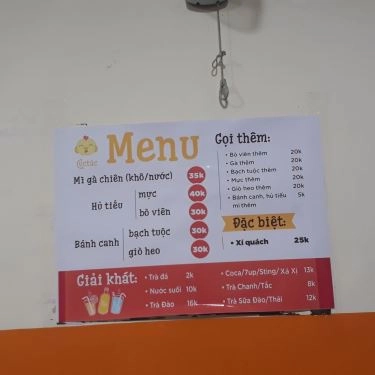 Cục tác
Menu
Mì gà chiên (khô/nước) 35k
Hủ tiếu
mực 40k
bò viên 30k
Bánh canh
bạch tuộc 30k
giò heo 30k
Gọi thêm:
• Bò viên thêm 20k
• Gà thêm 20k
• Bạch tuộc thêm 20k
• Mực thêm 20k
• Giò heo thêm 20k
• Bánh canh, hủ tiếu 5k
mì thêm
Đặc biệt:
• Xí quách 25k
Giải khát:
• Trà đá 2k
• Nước suối 10k
• Trà Đào 16k
• Coca/7up/Sting/ Xá Xị 13k
• Trà Chanh/Tắc 8k
• Trà Sữa Đào/Thái 12k